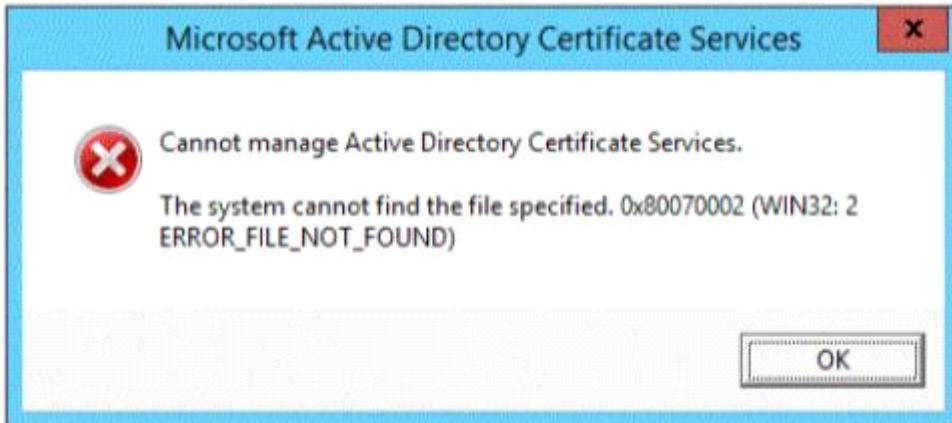 Microsoft Active Directory Certificate Services
x
Cannot manage Active Directory Certificate Services.
The system cannot find the file specified. 0x80070002 (WIN32: 2
ERROR_FILE_NOT_FOUND)
OK